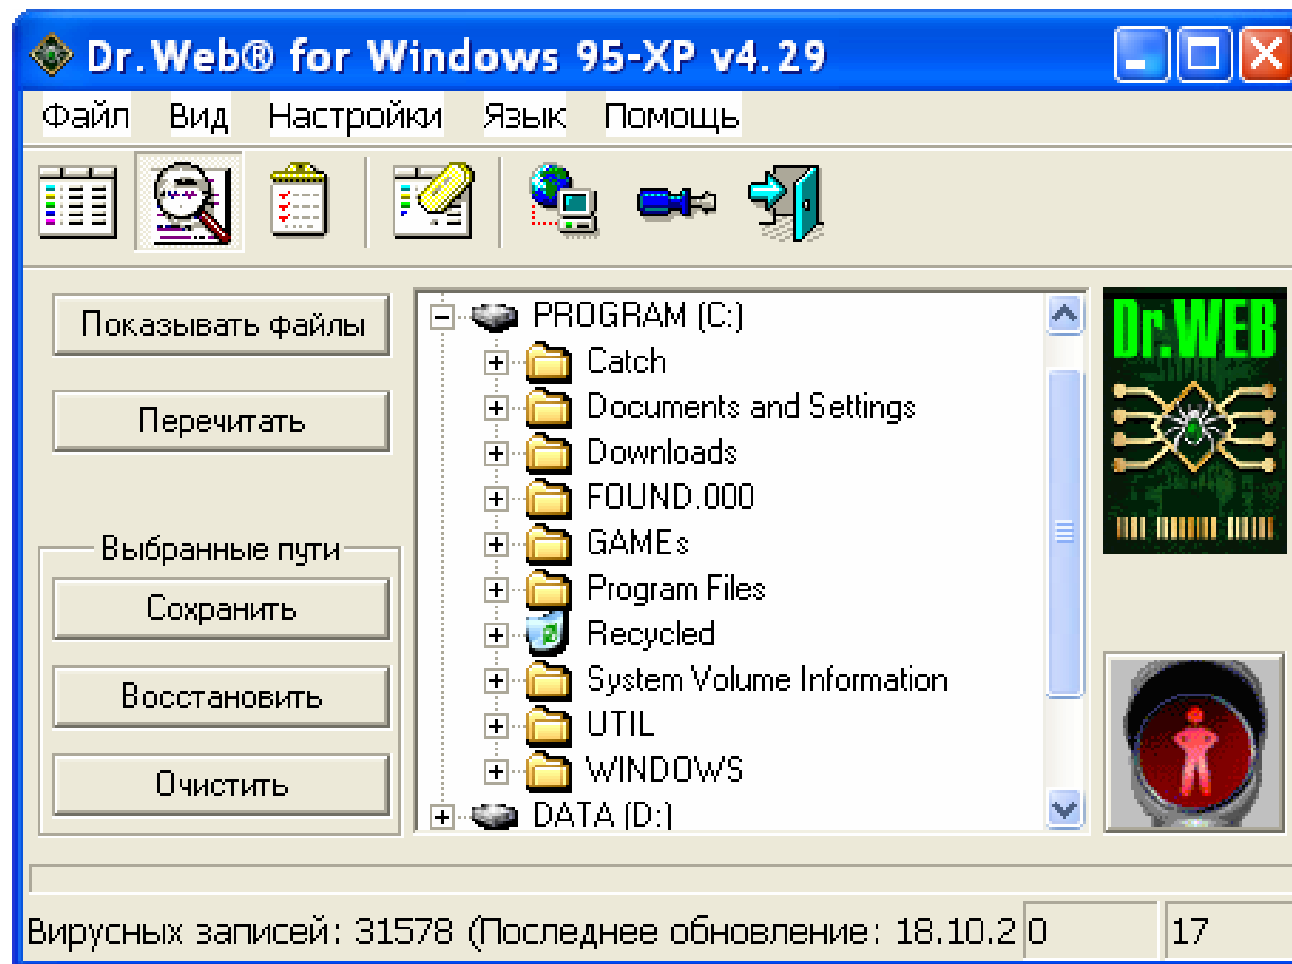 Dr.Web® for Windows 95-XP v4.29
Файл Вид Настройки Язык Помощь
Показывать файлы
Перечитать
Выбранные пути
Сохранить
Восстановить
Очистить
PROGRAM (C:)
Catch
Documents and Settings
Downloads
FOUND.000
GAMEs
Program Files
Recycled
System Volume Information
UTIL
WINDOWS
DATA (D:)
Dr.WEB
Вирусных записей: 31578 (Последнее обновление: 18.10.2 0 17